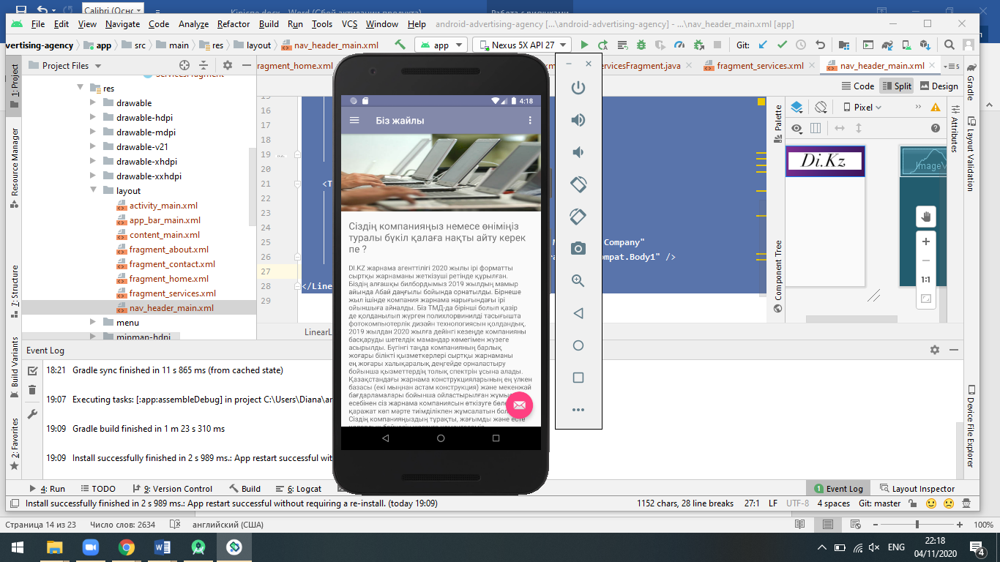 Calibri (Осно
Kipispe.docx - Word (Сбой активации продукта)
Работа с рисунками
File Edit View Navigate Code Analyze Refactor Build Run Tools VCS Window Help android-advertising-agency [...\android-advertising-agency] - ...\nav_header_main.xml [app]
vertising-agency app src main res layout nav_header_main.xml app Nexus 5X API 27 Git:
1: Project
Resource Manager
7: Structure
Build Variants
2: Favorites
Project Files
servicesFragment
res
drawable
drawable-hdpi
drawable-mdpi
drawable-v21
drawable-xhdpi
drawable-xxhdpi
layout
activity_main.xml
app_bar_main.xml
content_main.xml
fragment_about.xml
fragment_contact.xml
fragment_home.xml
fragment_services.xml
nav_header_main.xml
menu
mipmap-hdpi
ragment_home.xml rvicesFragment.java fragment_services.xml nav_header_main.xml
Code Split Design
15
16
17
18
19
20
21 <T
22
23
24
25 Company"
26 ompat.Body1" />
27
28 </Line
29
LinearL
4:18
Біз жайлы
Сіздің компанияңыз немесе өніміңіз
туралы бүкіл қалаға нақты айту керек
пе ?
DI.KZ жарнама агенттілігі 2020 жылы ірі форматты
сыртқы жарнаманы жеткізуші ретінде құрылған.
Біздің алғашқы билбордымыз 2019 жылдың мамыр
айында Абай даңғылы бойында орнатылды. Бірнеше
жыл ішінде компания жарнама нарығындағы ірі
ойыншыға айналды. Біз ТМД-да бірінші болып қазір
де қолданылып жүрген полихлорвинилді тасығышта
фотокомпьютерлік дизайн технологиясын қолдандық.
2019 жылдан 2020 жылға дейінгі кезеңде компанияны
басқаруды шетелдік мамандар көмегімен жүзеге
асырылды. Бүгінгі таңда компанияның барлық
жоғары білікті қызметкерлері сыртқы жарнаманы
ең жоғары халықаралық деңгейде орналастыру
бойынша қызметтердің толық спектрін ұсына алады.
Қазақстандағы жарнама конструкцияларының ең үлкен
базасы (екі мыңнан астам конструкция) және мекенжай
бағдарламалары бойынша ойластырылған жұмыс
есебінен сіз жарнама компаниясын өткізуге бөл
қаражат көп мәрте тиімділікпен жұмсалатын бол
Сіздің компанияңыздың тұрақты, жағымды және есте
Palette
Component Tree
Pixel
Di.Kz
ImageV
1:1
Attributes
Gradle
Layout Validation
Device File Explorer
Event Log
18:21 Gradle sync finished in 11 s 865 ms (from cached state)
19:07 Executing tasks: [:app:assembleDebug] in project C:\Users\Diana\an
19:09 Gradle build finished in 1 m 23 s 310 ms
19:09 Install successfully finished in 2 s 989 ms.: App restart successful wit
4: Run TODO 9: Version Control Build 6: Logcat 1 Event Log Layout Inspector
Install successfully finished in 2 s 989 ms.: App restart successful without requiring a re-install. (today 19:09) 1152 chars, 28 line breaks 27:1 LF UTF-8 4 spaces Git: master
Страница 14 из 23 Число слов: 2634 английский (США) 100%
ENG 22:18
04/11/2020 4